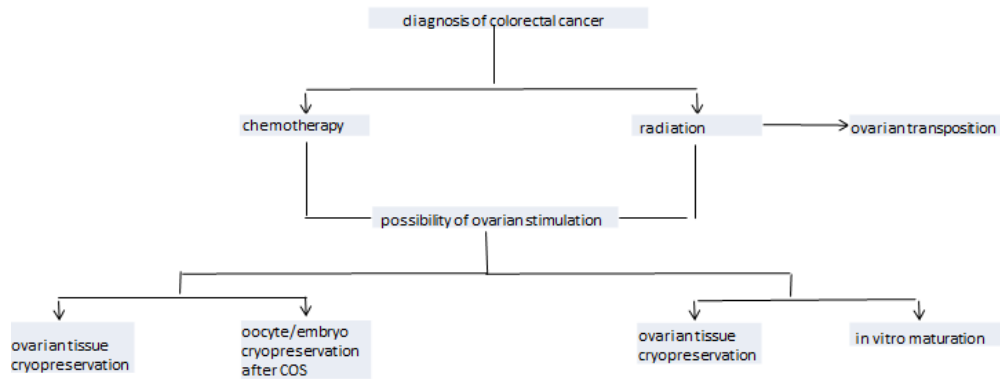 diagnosis of colorectal cancer
chemotherapy
radiation
ovarian transposition
possibility of ovarian stimulation
ovarian tissue
cryopreservation
oocyte/embryo
cryopreservation
after COS
ovarian tissue
cryopreservation
in vitro maturation